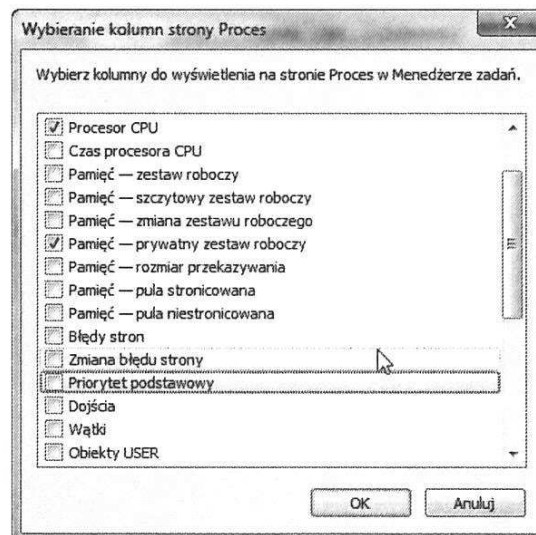 Wybieranie kolumn strony Proces
Wybierz kolumny do wyświetlenia na stronie Proces w Menedżerze zadań.
Procesor CPU
Czas procesora CPU
Pamięć — zestaw roboczy
Pamięć — szczytowy zestaw roboczy
Pamięć — zmiana zestawu roboczego
Pamięć — prywatny zestaw roboczy
Pamięć — rozmiar przekazywania
Pamięć — pula stronicowana
Pamięć — pula niestronicowana
Błędy stron
Zmiana błędu strony
Priorytet podstawowy
Dojścia
Wątki
Obiekty USER
OK Anuluj